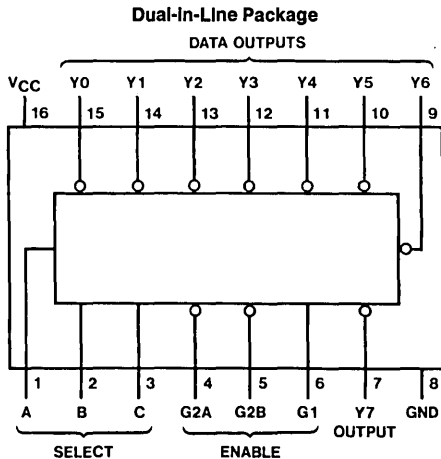 Dual-in-Line Package
DATA OUTPUTS
VCC Y0 Y1 Y2 Y3 Y4 Y5 Y6
16 15 14 13 12 11 10 9
1 2 3 4 5 6 7 8
A B C G2A G2B G1 Y7 GND
OUTPUT
SELECT ENABLE